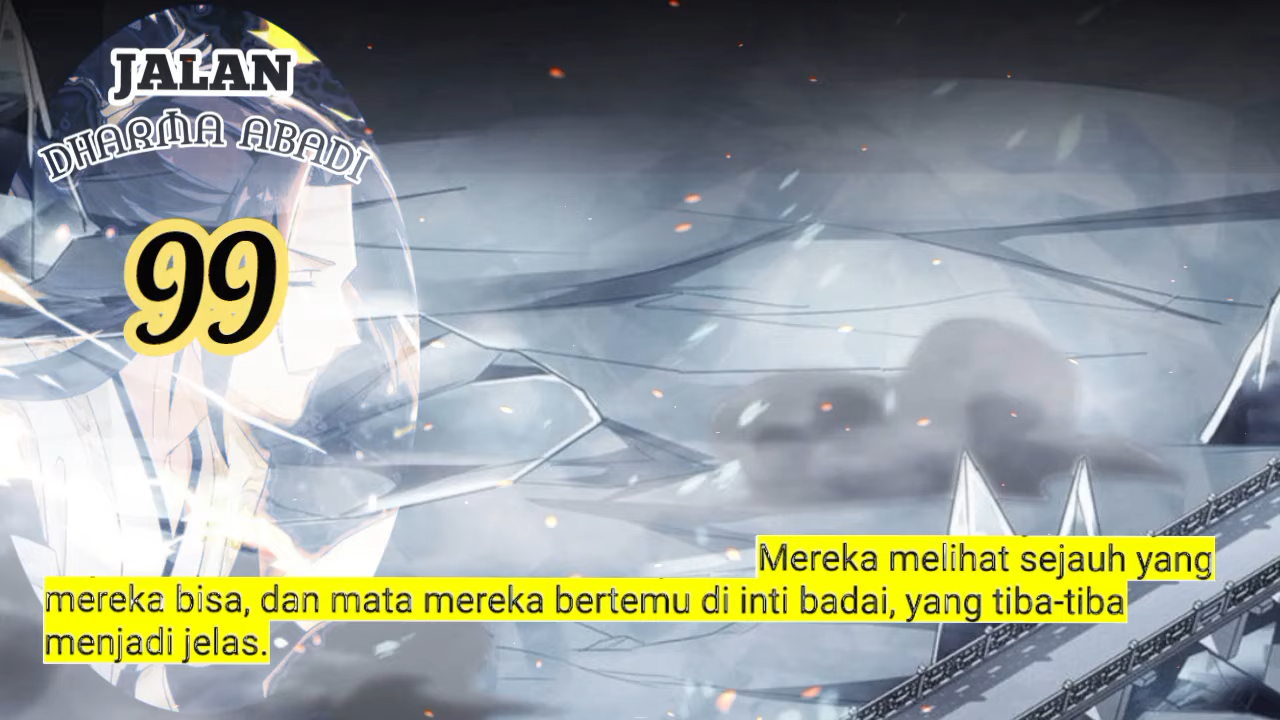 JALAN
DHARMA ABADI
99
Mereka melihat sejauh yang
mereka bisa, dan mata mereka bertemu di inti badai, yang tiba-tiba
menjadi jelas.